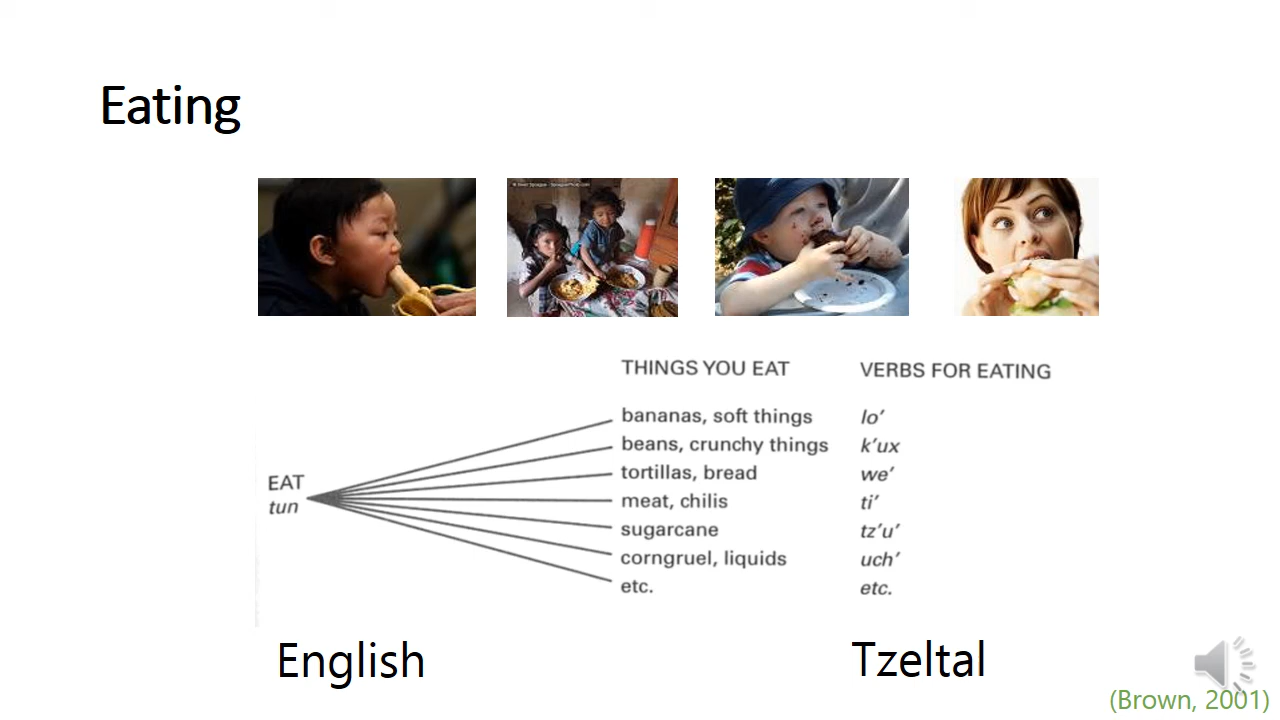 Eating
THINGS YOU EAT VERBS FOR EATING
bananas, soft things lo'
beans, crunchy things k'ux
EAT tortillas, bread we'
tun meat, chilis ti'
sugarcane tz'u'
corngruel, liquids uch'
etc. etc.
English Tzeltal
(Brown, 2001)